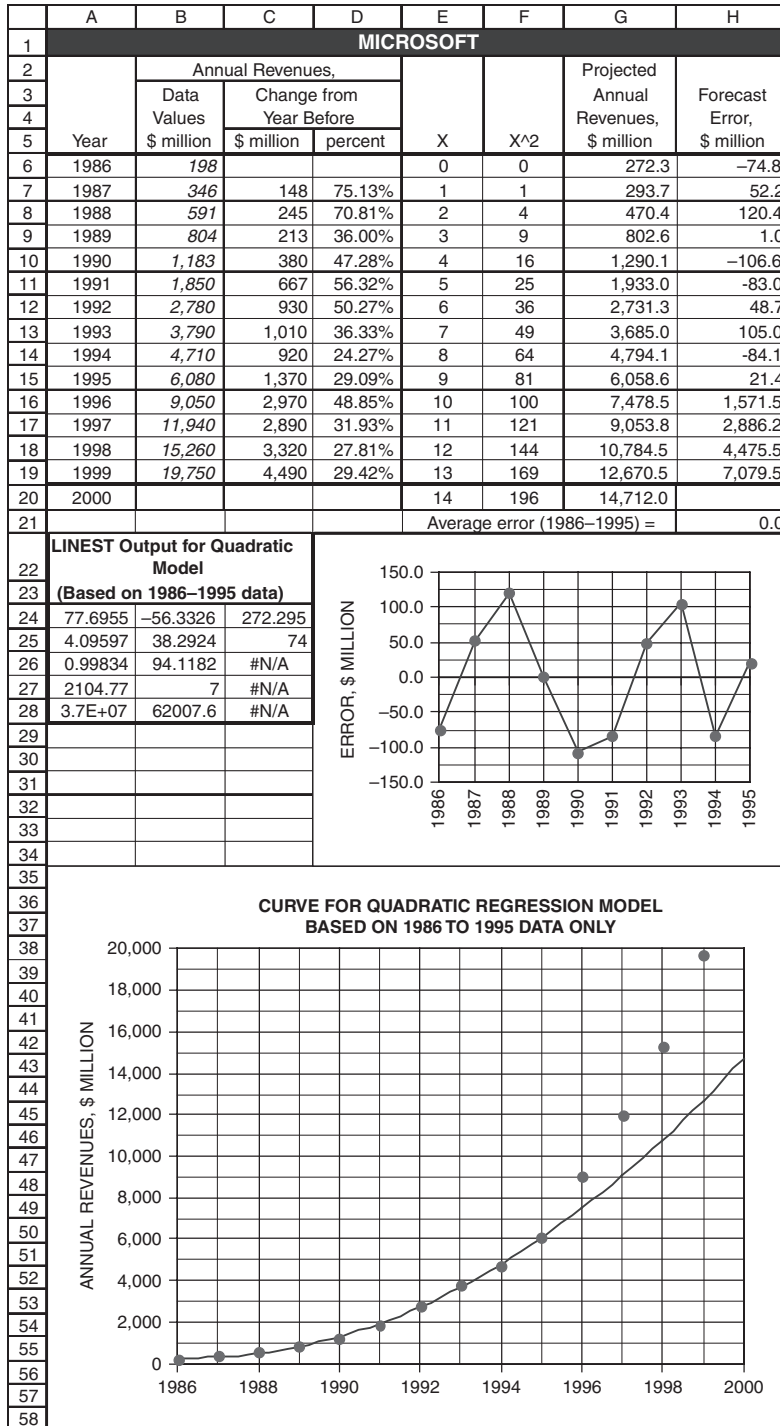 A B C D E F G H
1 MICROSOFT
2 Annual Revenues, Projected
3 Data Change from Annual Forecast
4 Values Year Before Revenues, Error,
5 Year $ million $ million percent X X^2 $ million $ million
6 1986 198 0 0 272.3 –74.8
7 1987 346 148 75.13% 1 1 293.7 52.2
8 1988 591 245 70.81% 2 4 470.4 120.4
9 1989 804 213 36.00% 3 9 802.6 1.0
10 1990 1,183 380 47.28% 4 16 1,290.1 –106.6
11 1991 1,850 667 56.32% 5 25 1,933.0 -83.0
12 1992 2,780 930 50.27% 6 36 2,731.3 48.7
13 1993 3,790 1,010 36.33% 7 49 3,685.0 105.0
14 1994 4,710 920 24.27% 8 64 4,794.1 -84.1
15 1995 6,080 1,370 29.09% 9 81 6,058.6 21.4
16 1996 9,050 2,970 48.85% 10 100 7,478.5 1,571.5
17 1997 11,940 2,890 31.93% 11 121 9,053.8 2,886.2
18 1998 15,260 3,320 27.81% 12 144 10,784.5 4,475.5
19 1999 19,750 4,490 29.42% 13 169 12,670.5 7,079.5
20 2000 14 196 14,712.0
21 Average error (1986–1995) = 0.0
LINEST Output for Quadratic
22 Model
23 (Based on 1986–1995 data)
24 77.6955 –56.3326 272.295
25 4.09597 38.2924 74
26 0.99834 94.1182 #N/A
27 2104.77 7 #N/A
28 3.7E+07 62007.6 #N/A
29
30
31
32
33
34
ERROR, $ MILLION
150.0
100.0
50.0
0.0
–50.0
–100.0
–150.0
1986 1987 1988 1989 1990 1991 1992 1993 1994 1995
35
36 CURVE FOR QUADRATIC REGRESSION MODEL
37 BASED ON 1986 TO 1995 DATA ONLY
38
39
40
41
42
43
44
45
46
47
48
49
50
51
52
53
54
55
56
57
58
ANNUAL REVENUES, $ MILLION
20,000
18,000
16,000
14,000
12,000
10,000
8,000
6,000
4,000
2,000
0
1986 1988 1990 1992 1994 1996 1998 2000